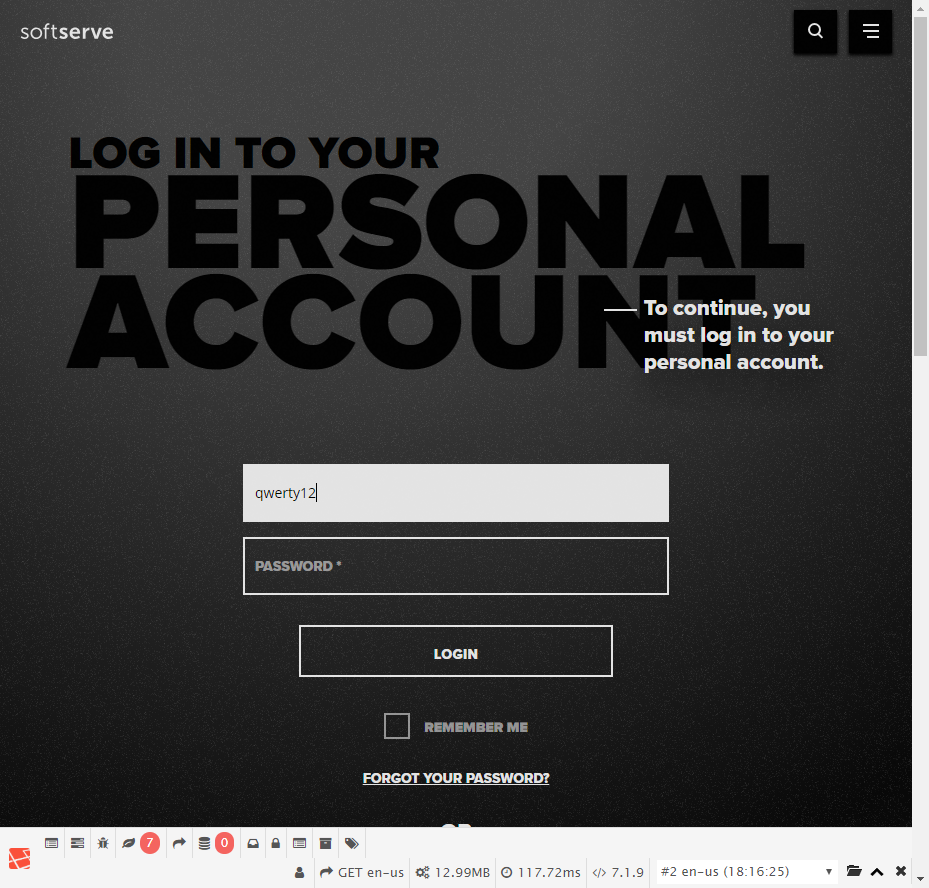 softserve
LOG IN TO YOUR
PERSONAL
ACCOUNT
To continue, you
must log in to your
personal account.
qwerty12
PASSWORD *
LOGIN
REMEMBER ME
FORGOT YOUR PASSWORD?
OR
7
0
GET en-us
12.99MB
117.72ms
7.1.9
#2 en-us (18:16:25)